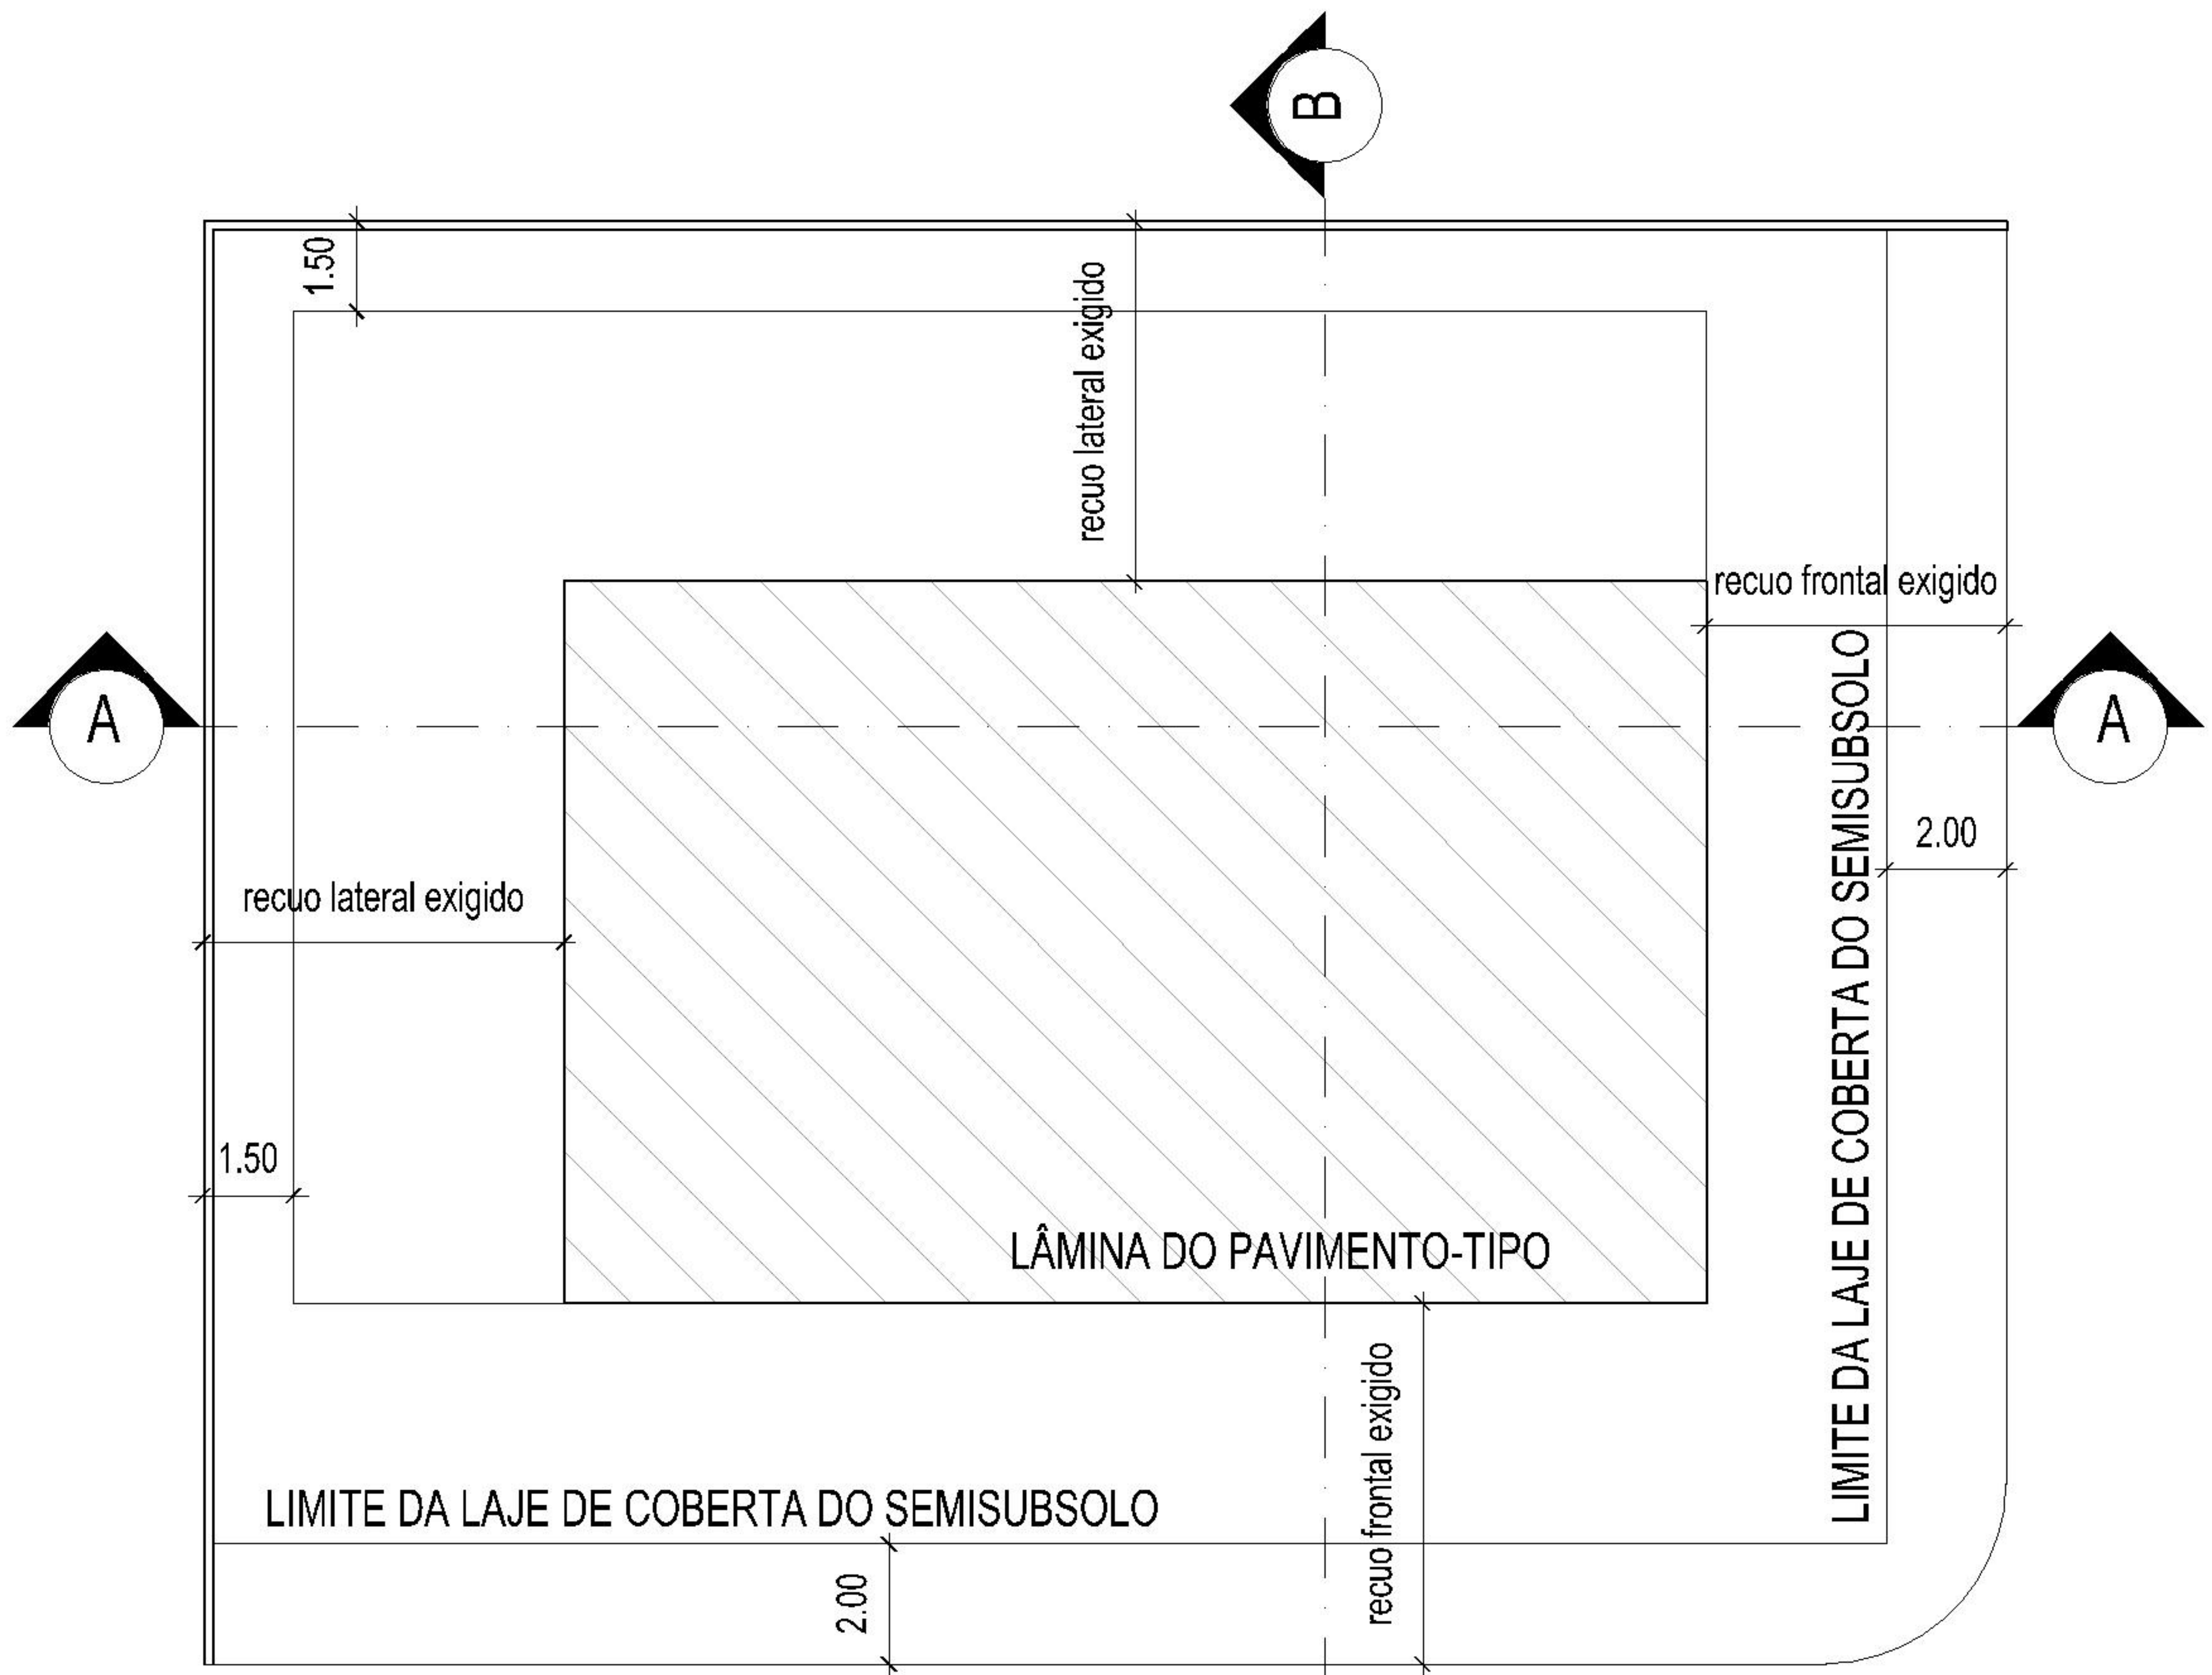 B
1.50
recuo lateral exigido
recuo frontal exigido
A
A
LIMITE DA LAJE DE COBERTA DO SEMISUBSOLO
2.00
recuo lateral exigido
1.50
LÂMINA DO PAVIMENTO-TIPO
recuo frontal exigido
LIMITE DA LAJE DE COBERTA DO SEMISUBSOLO
2.00